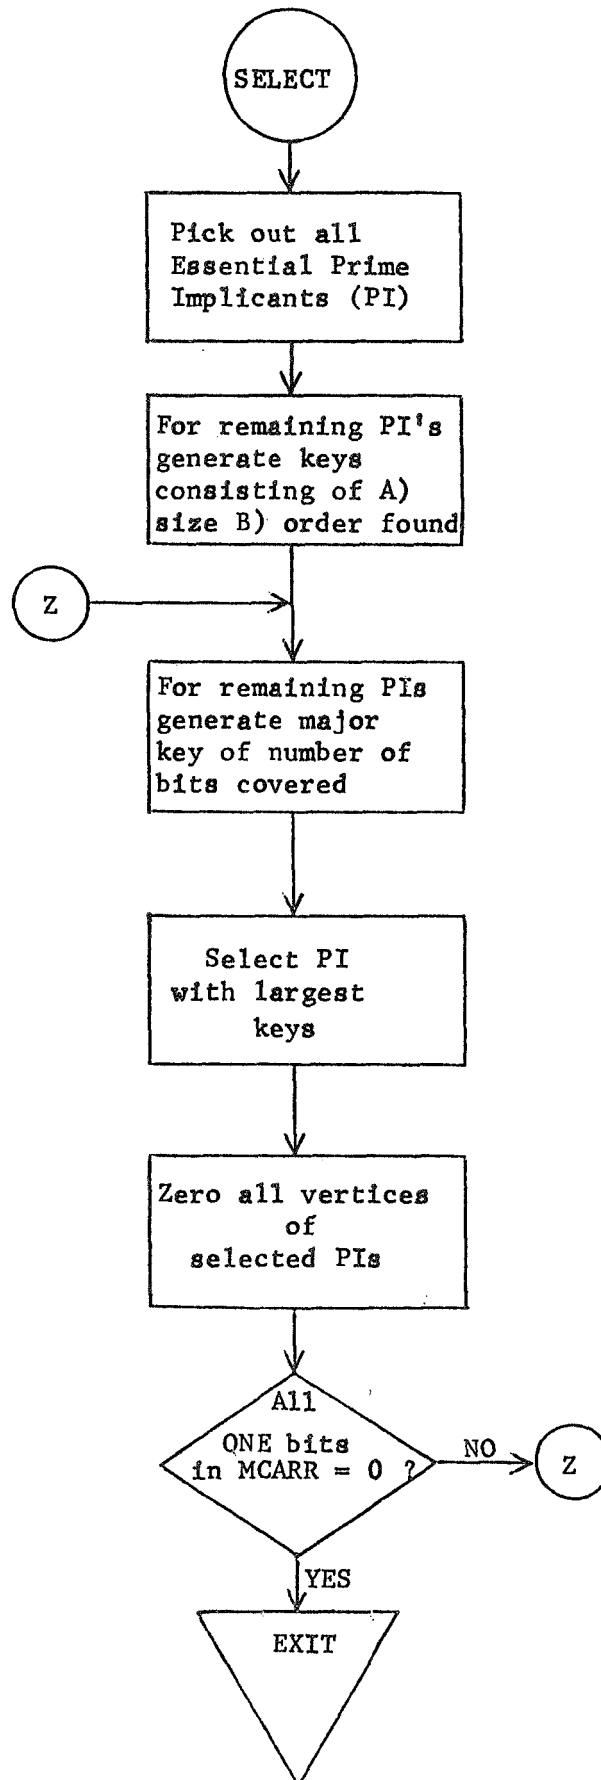 SELECT
Pick out all
Essential Prime
Implicants (PI)
For remaining PI's
generate keys
consisting of A)
size B) order found
Z
For remaining PIs
generate major
key of number of
bits covered
Select PI
with largest
keys
Zero all vertices
of
selected PIs
All
ONE bits
in MCARR = 0 ?
NO
Z
YES
EXIT